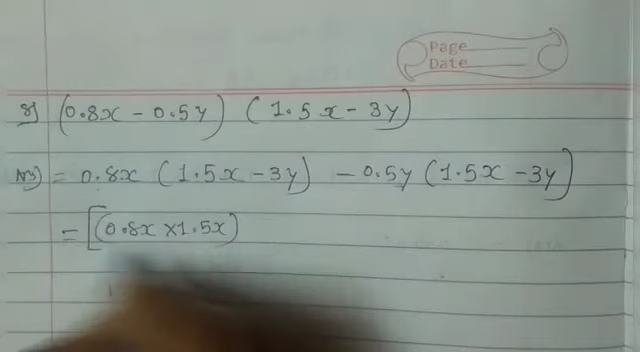 Page
Date
8) (0.8x - 0.5y) (1.5x - 3y)
Ans) = 0.8x (1.5x - 3y) - 0.5y (1.5x - 3y)
= [(0.8x × 1.5x)